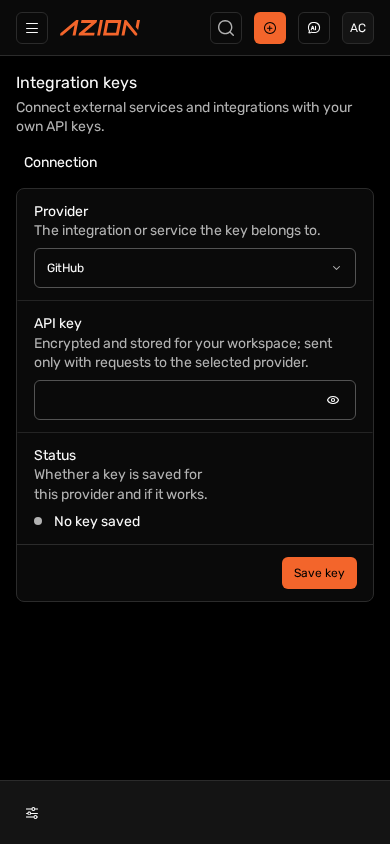 AZION
AI
AC
Integration keys
Connect external services and integrations with your
own API keys.
Connection
Provider
The integration or service the key belongs to.
GitHub
API key
Encrypted and stored for your workspace; sent
only with requests to the selected provider.
Status
Whether a key is saved for
this provider and if it works.
No key saved
Save key